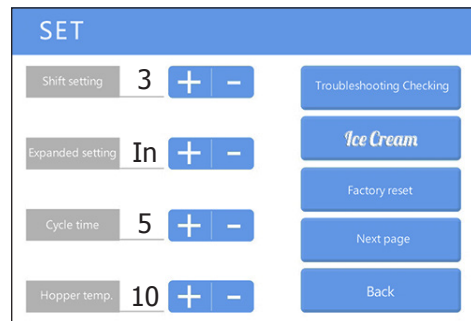 SET
Shift setting 3 + −
Troubleshooting Checking
Expanded setting In + −
Ice Cream
Factory reset
Cycle time 5 + −
Next page
Hopper temp. 10 + −
Back